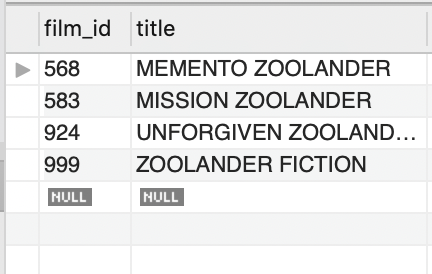 film_id title
568 MEMENTO ZOOLANDER
583 MISSION ZOOLANDER
924 UNFORGIVEN ZOOLAND…
999 ZOOLANDER FICTION
NULL NULL